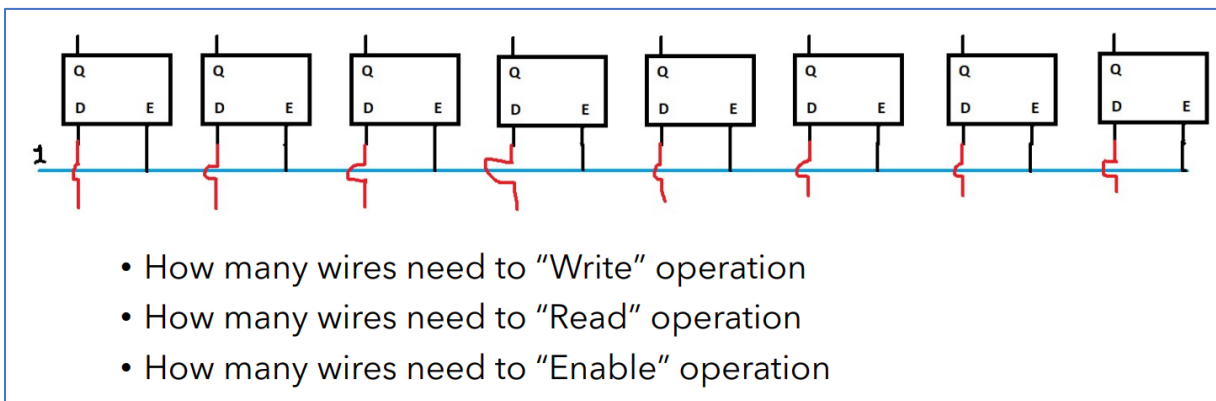 Q Q Q Q Q Q Q Q
D E D E D E D E D E D E D E D E
1
• How many wires need to “Write” operation
• How many wires need to “Read” operation
• How many wires need to “Enable” operation